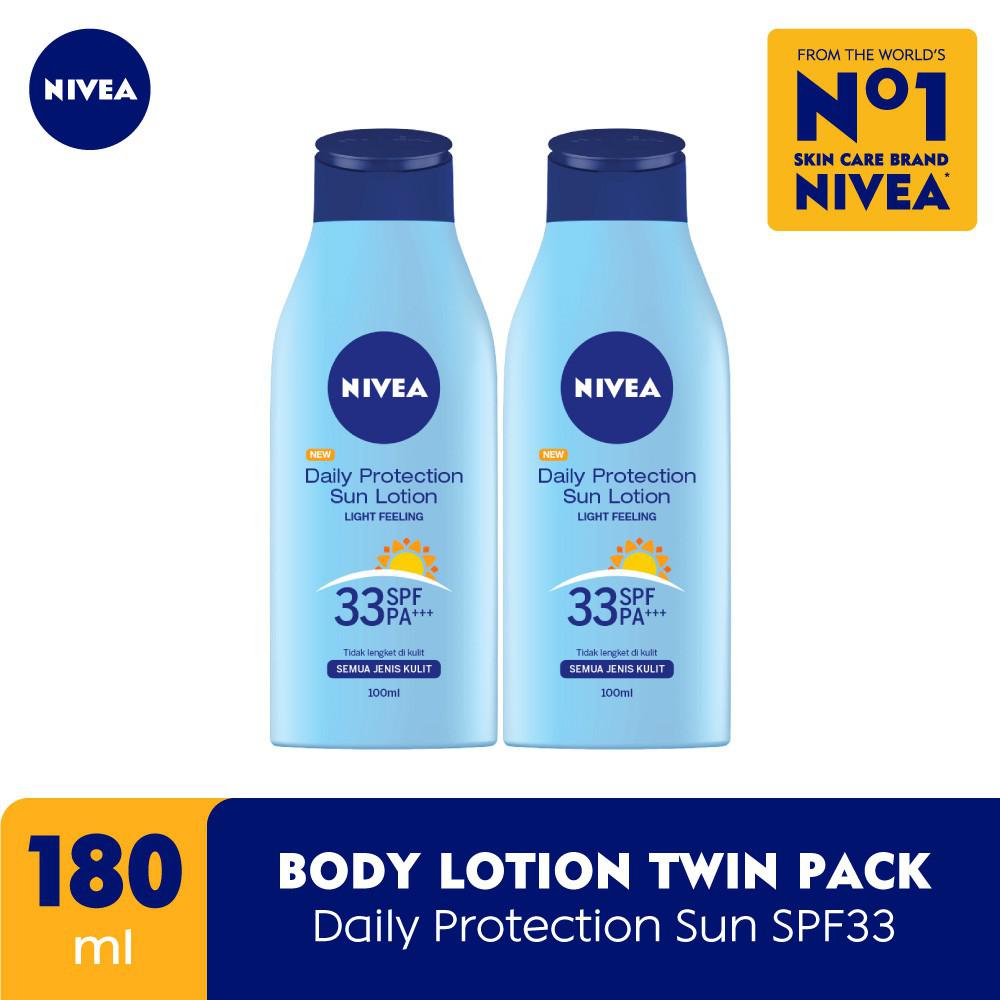 NIVEA
FROM THE WORLD'S
Nº1
SKIN CARE BRAND
NIVEA*
NIVEA
NEW
Daily Protection
Sun Lotion
LIGHT FEELING
33 SPF
PA+++
Tidak lengket di kulit
SEMUA JENIS KULIT
100ml
NIVEA
NEW
Daily Protection
Sun Lotion
LIGHT FEELING
33 SPF
PA+++
Tidak lengket di kulit
SEMUA JENIS KULIT
100ml
180
ml
BODY LOTION TWIN PACK
Daily Protection Sun SPF33